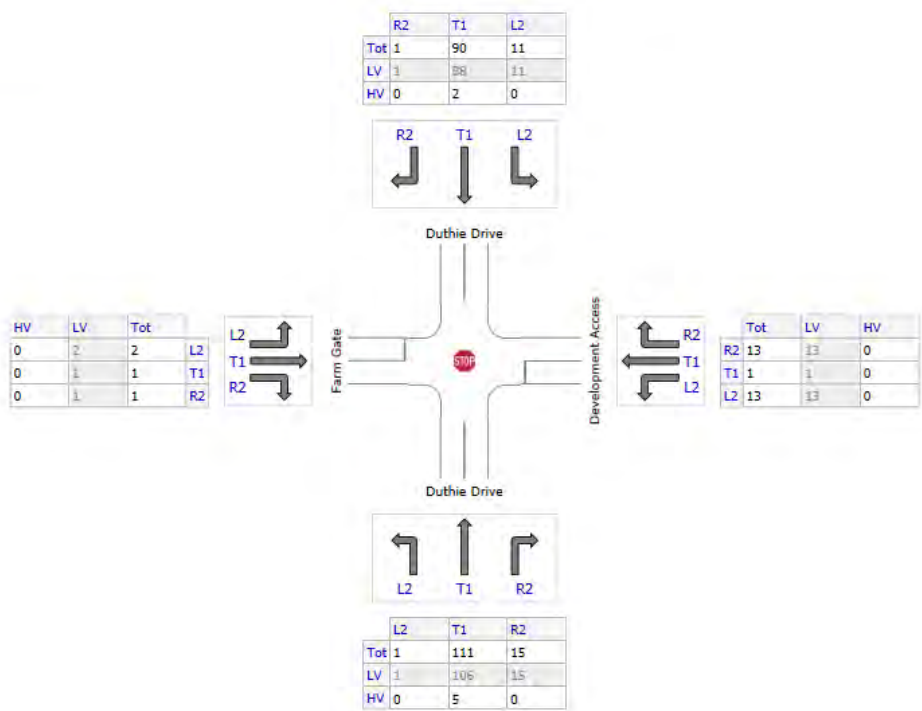 R2 T1 L2
Tot 1 90 11
LV 1 88 11
HV 0 2 0
R2 T1 L2
Duthie Drive
HV LV Tot
0 2 2 L2
0 1 1 T1
0 1 1 R2
L2
T1
R2
Farm Gate
STOP
Development Access
R2
T1
L2
Tot LV HV
R2 13 13 0
T1 1 1 0
L2 13 13 0
Duthie Drive
L2 T1 R2
L2 T1 R2
Tot 1 111 15
LV 1 106 15
HV 0 5 0